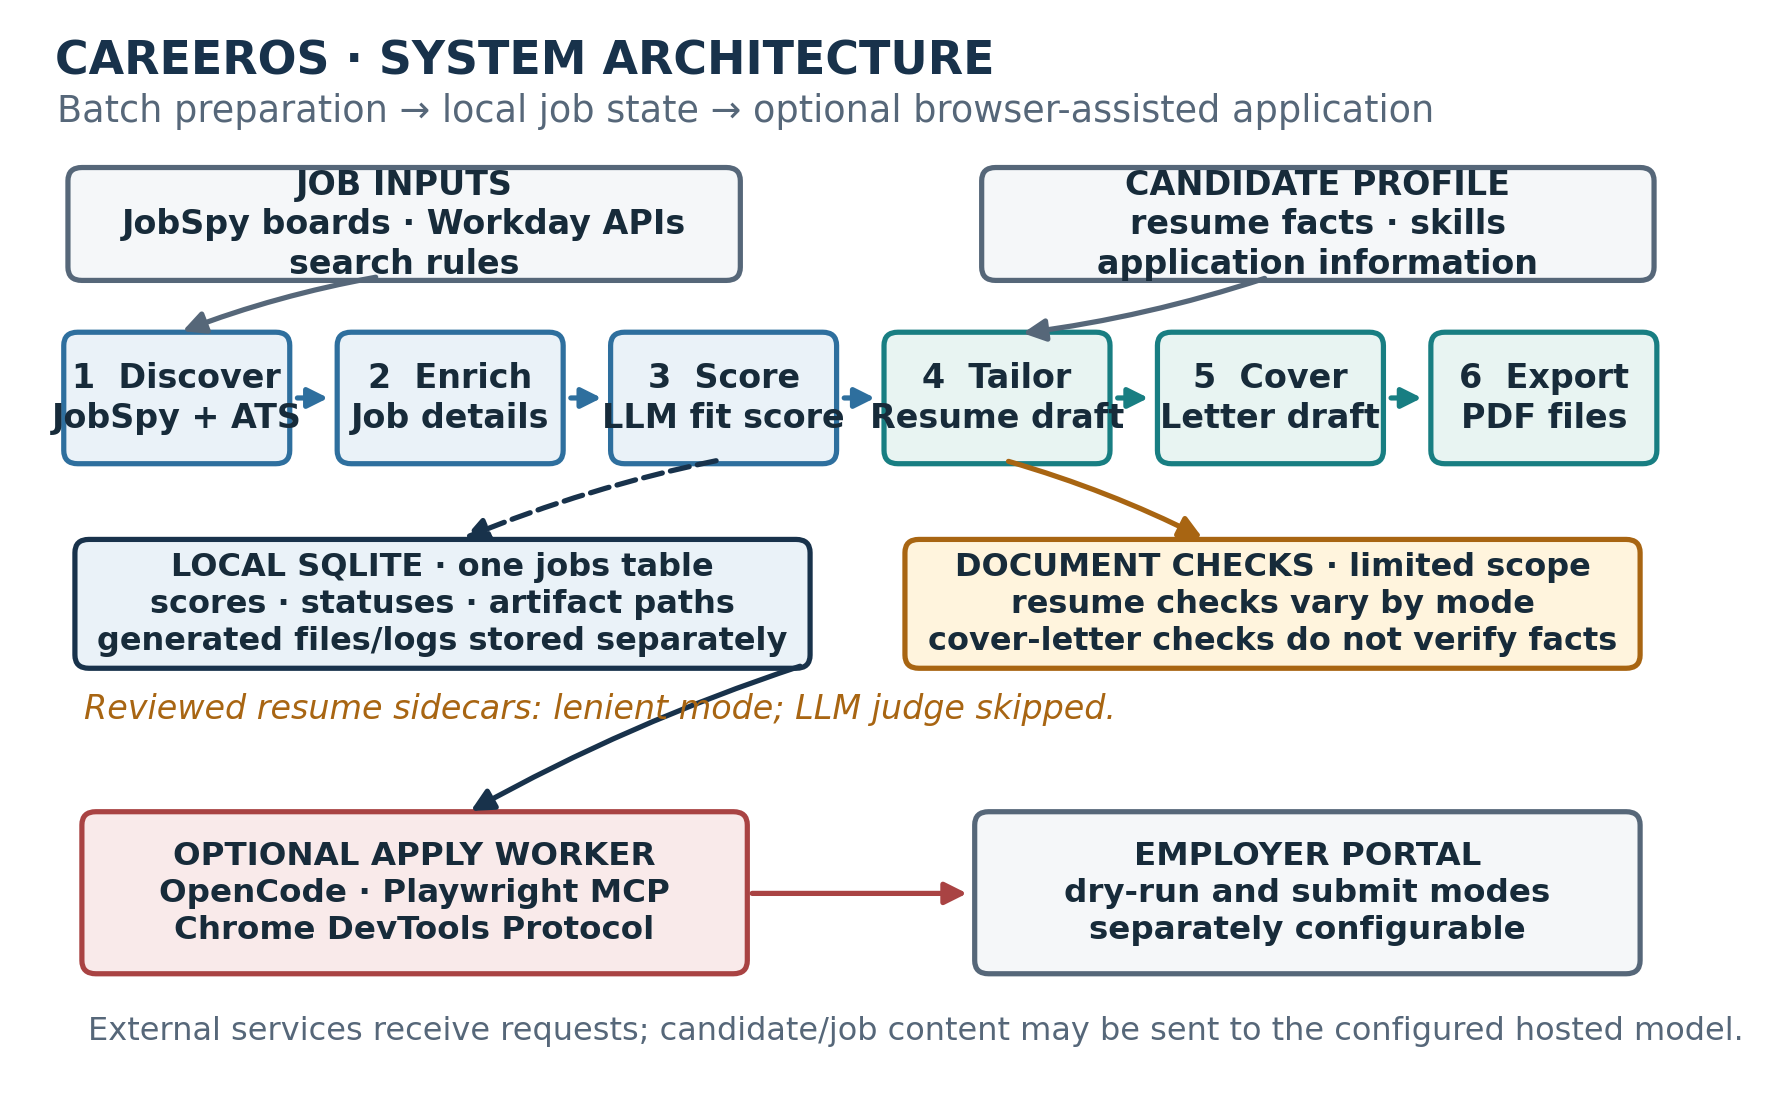 CAREEROS · SYSTEM ARCHITECTURE
Batch preparation → local job state → optional browser-assisted application
JOB INPUTS
JobSpy boards · Workday APIs
search rules
CANDIDATE PROFILE
resume facts · skills
application information
1  Discover
JobSpy + ATS
2  Enrich
Job details
3  Score
LLM fit score
4  Tailor
Resume draft
5  Cover
Letter draft
6  Export
PDF files
LOCAL SQLITE · one jobs table
scores · statuses · artifact paths
generated files/logs stored separately
DOCUMENT CHECKS · limited scope
resume checks vary by mode
cover-letter checks do not verify facts
Reviewed resume sidecars: lenient mode; LLM judge skipped.
OPTIONAL APPLY WORKER
OpenCode · Playwright MCP
Chrome DevTools Protocol
EMPLOYER PORTAL
dry-run and submit modes
separately configurable
External services receive requests; candidate/job content may be sent to the configured hosted model.